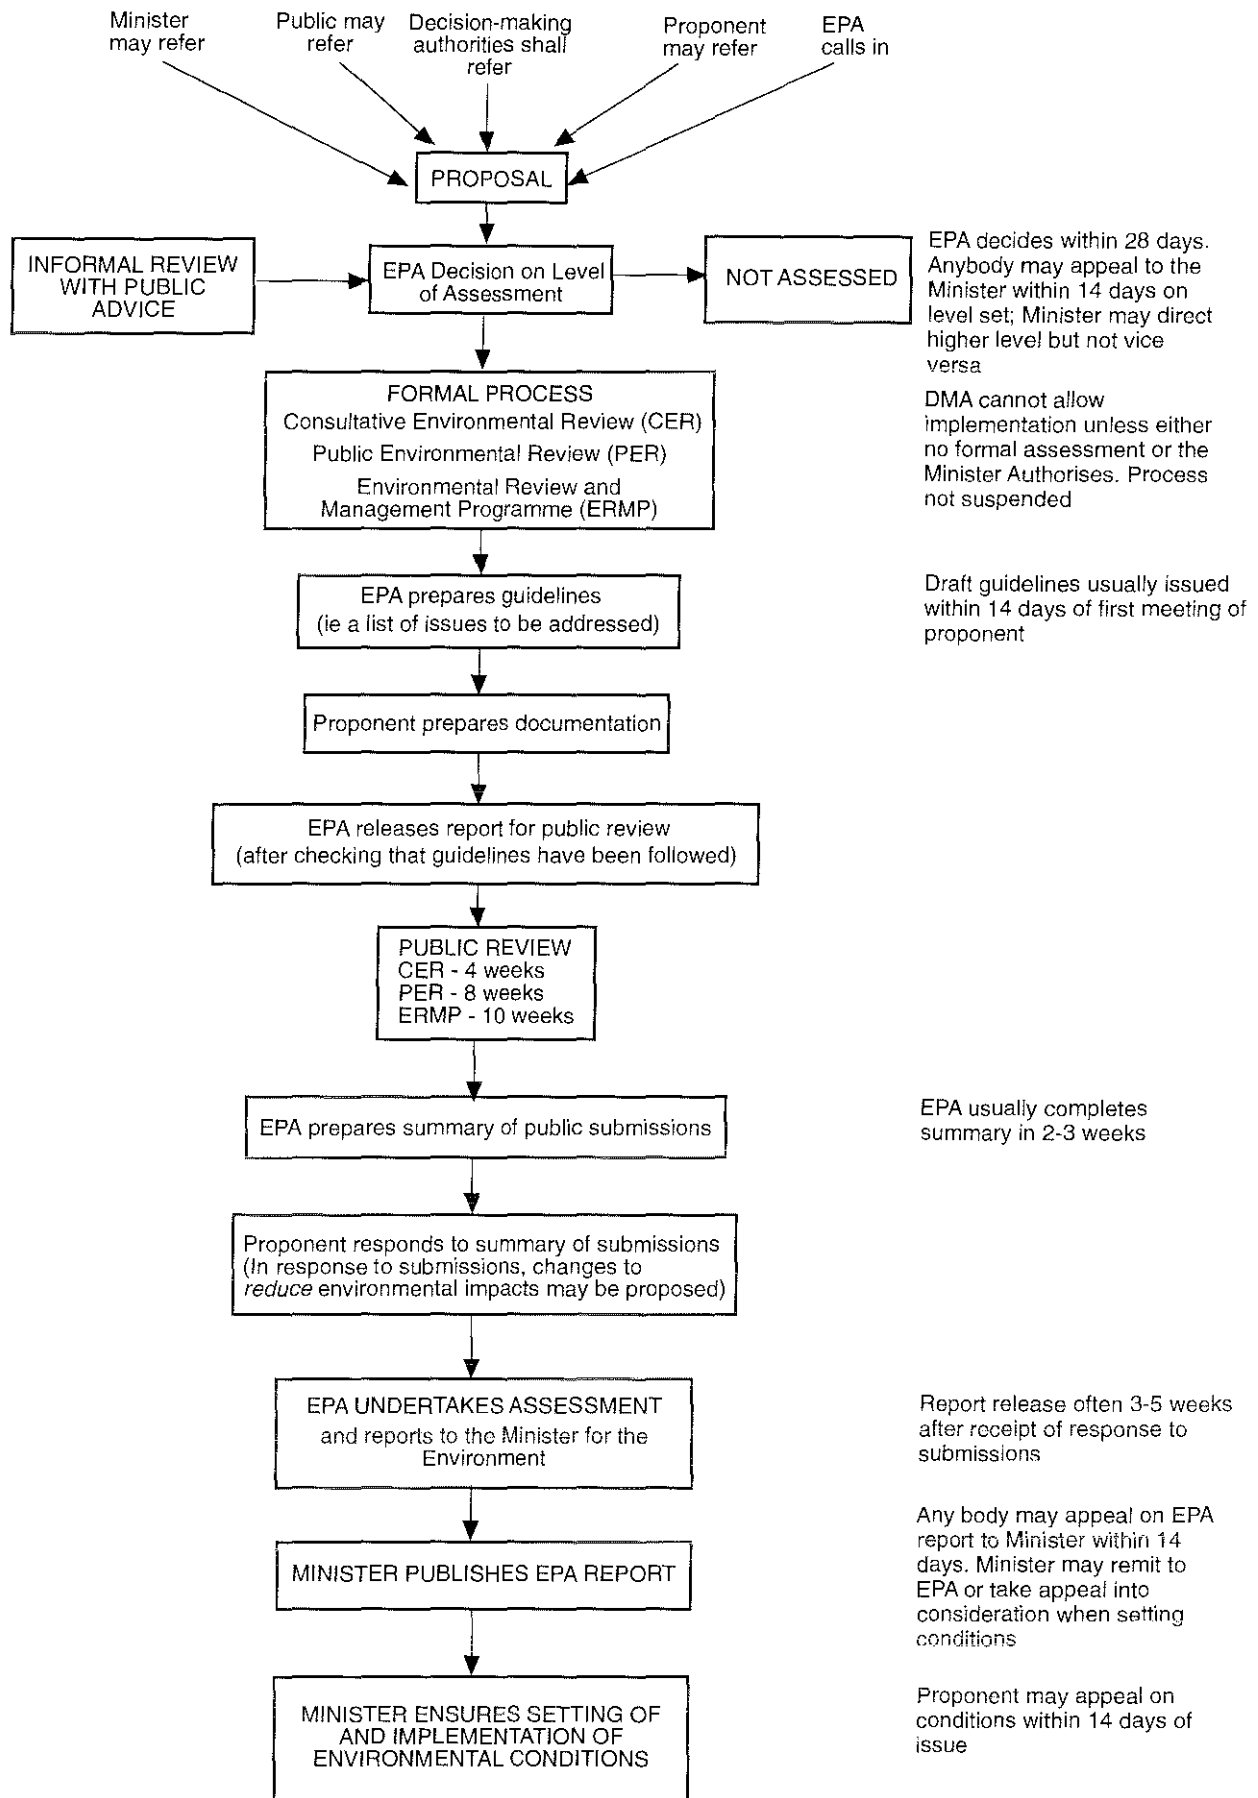 Minister
may refer
Public may
refer
Decision-making
authorities shall
refer
Proponent
may refer
EPA
calls in
PROPOSAL
INFORMAL REVIEW
WITH PUBLIC
ADVICE
EPA Decision on Level
of Assessment
NOT ASSESSED
EPA decides within 28 days.
Anybody may appeal to the
Minister within 14 days on
level set; Minister may direct
higher level but not vice
versa
FORMAL PROCESS
Consultative Environmental Review (CER)
Public Environmental Review (PER)
Environmental Review and
Management Programme (ERMP)
DMA cannot allow
implementation unless either
no formal assessment or the
Minister Authorises. Process
not suspended
EPA prepares guidelines
(ie a list of issues to be addressed)
Draft guidelines usually issued
within 14 days of first meeting of
proponent
Proponent prepares documentation
EPA releases report for public review
(after checking that guidelines have been followed)
PUBLIC REVIEW
CER - 4 weeks
PER - 8 weeks
ERMP - 10 weeks
EPA prepares summary of public submissions
EPA usually completes
summary in 2-3 weeks
Proponent responds to summary of submissions
(In response to submissions, changes to
reduce environmental impacts may be proposed)
EPA UNDERTAKES ASSESSMENT
and reports to the Minister for the
Environment
Report release often 3-5 weeks
after receipt of response to
submissions
MINISTER PUBLISHES EPA REPORT
Any body may appeal on EPA
report to Minister within 14
days. Minister may remit to
EPA or take appeal into
consideration when setting
conditions
MINISTER ENSURES SETTING OF
AND IMPLEMENTATION OF
ENVIRONMENTAL CONDITIONS
Proponent may appeal on
conditions within 14 days of
issue